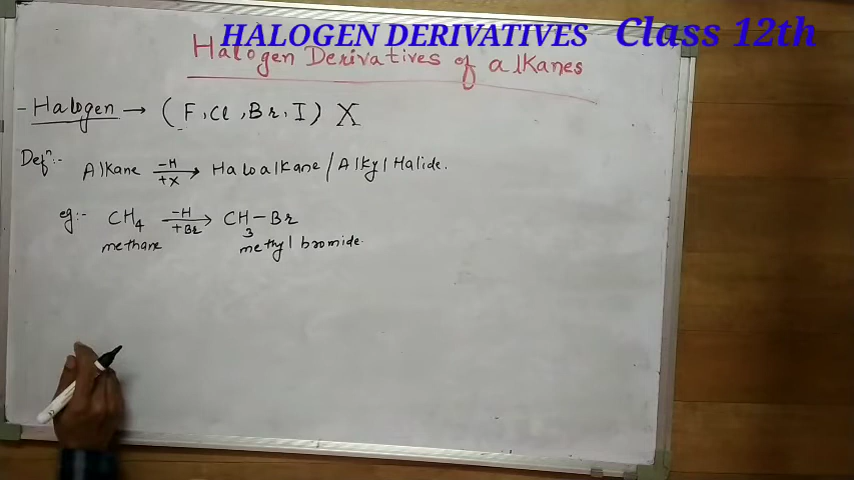 HALOGEN DERIVATIVES Class 12th
Halogen Derivatives of alkanes
- Halogen → (F, Cl, Br, I) X
Defⁿ:- Alkane —H / +X → Haloalkane / Alkyl Halide.
eg:- CH₄ —H / +Br → CH₃–Br
methane methyl bromide.